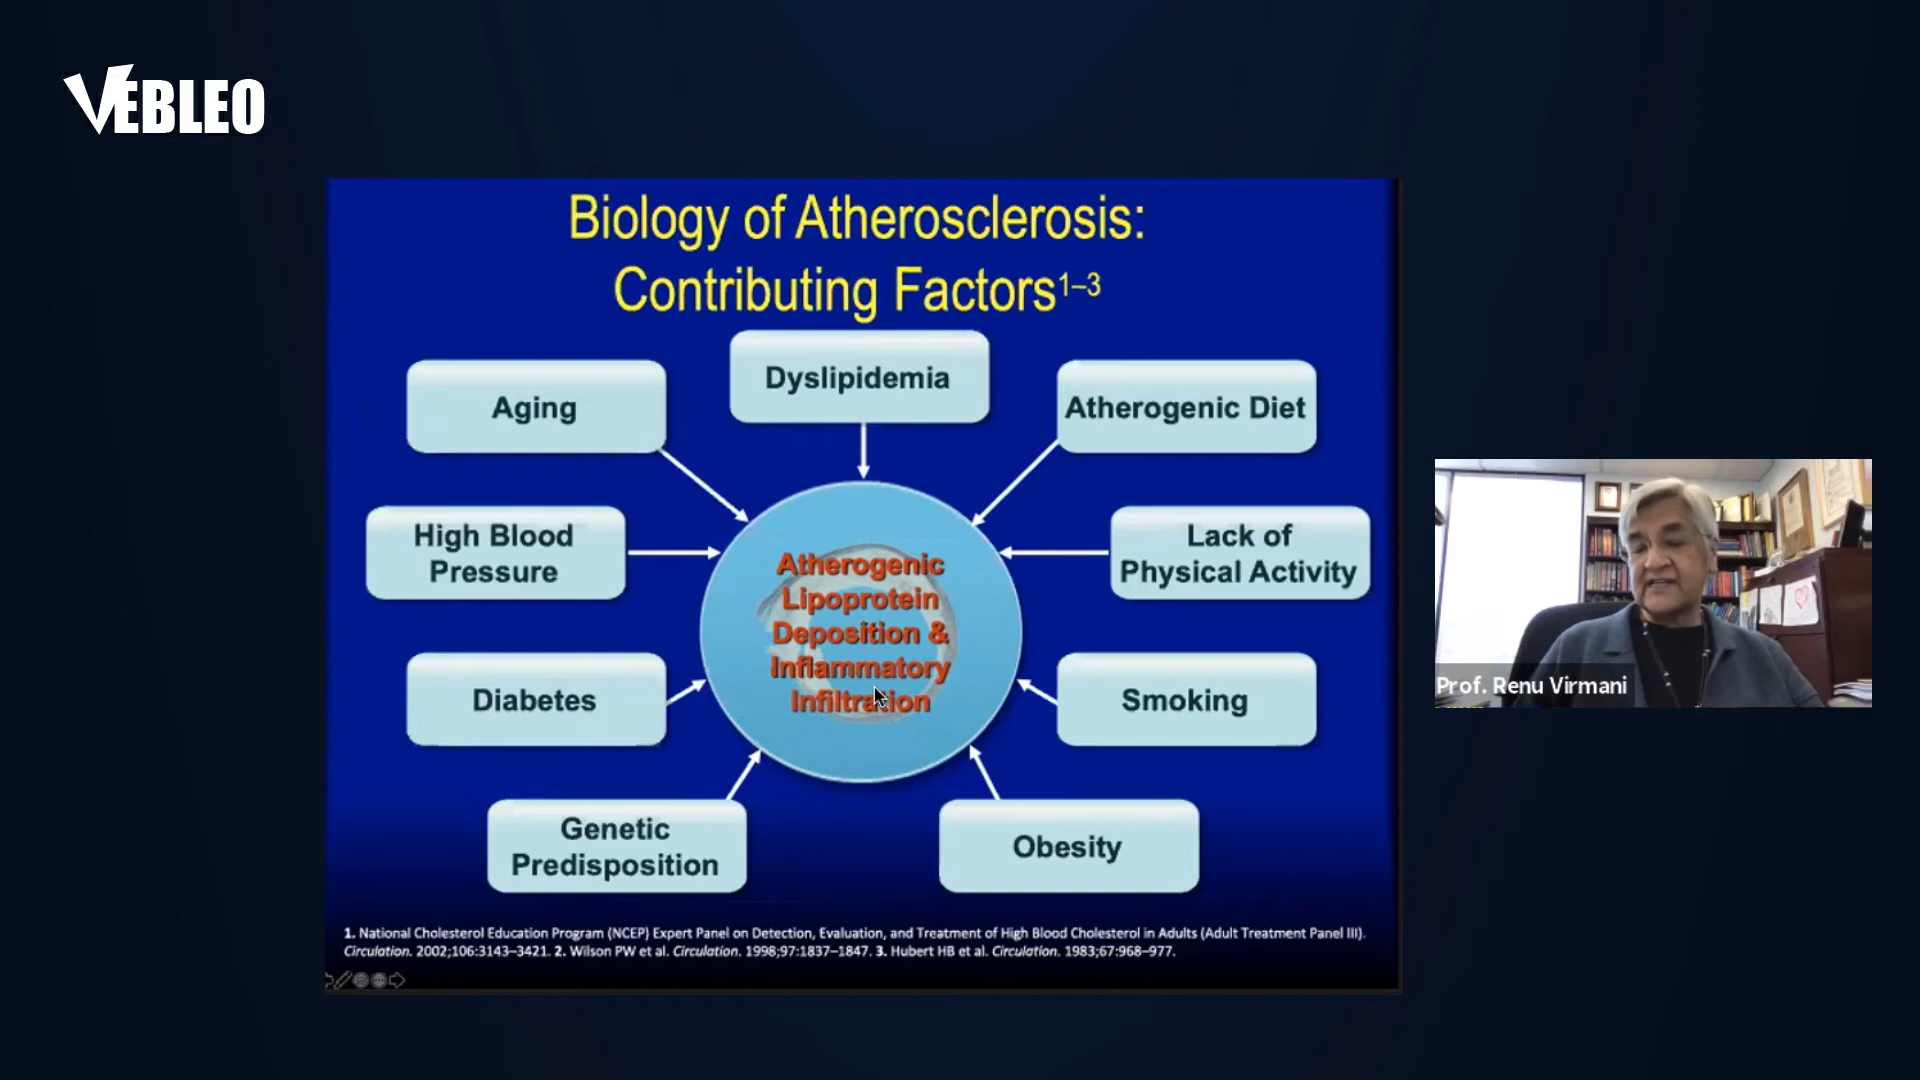 VEBLEO
Biology of Atherosclerosis:
Contributing Factors1–3
Dyslipidemia
Aging
Atherogenic Diet
High Blood
Pressure
Lack of
Physical Activity
Atherogenic
Lipoprotein
Deposition &
Inflammatory
Infiltration
Diabetes
Smoking
Genetic
Predisposition
Obesity
Prof. Renu Virmani
1. National Cholesterol Education Program (NCEP) Expert Panel on Detection, Evaluation, and Treatment of High Blood Cholesterol in Adults (Adult Treatment Panel III).
Circulation. 2002;106:3143–3421. 2. Wilson PW et al. Circulation. 1998;97:1837–1847. 3. Hubert HB et al. Circulation. 1983;67:968–977.